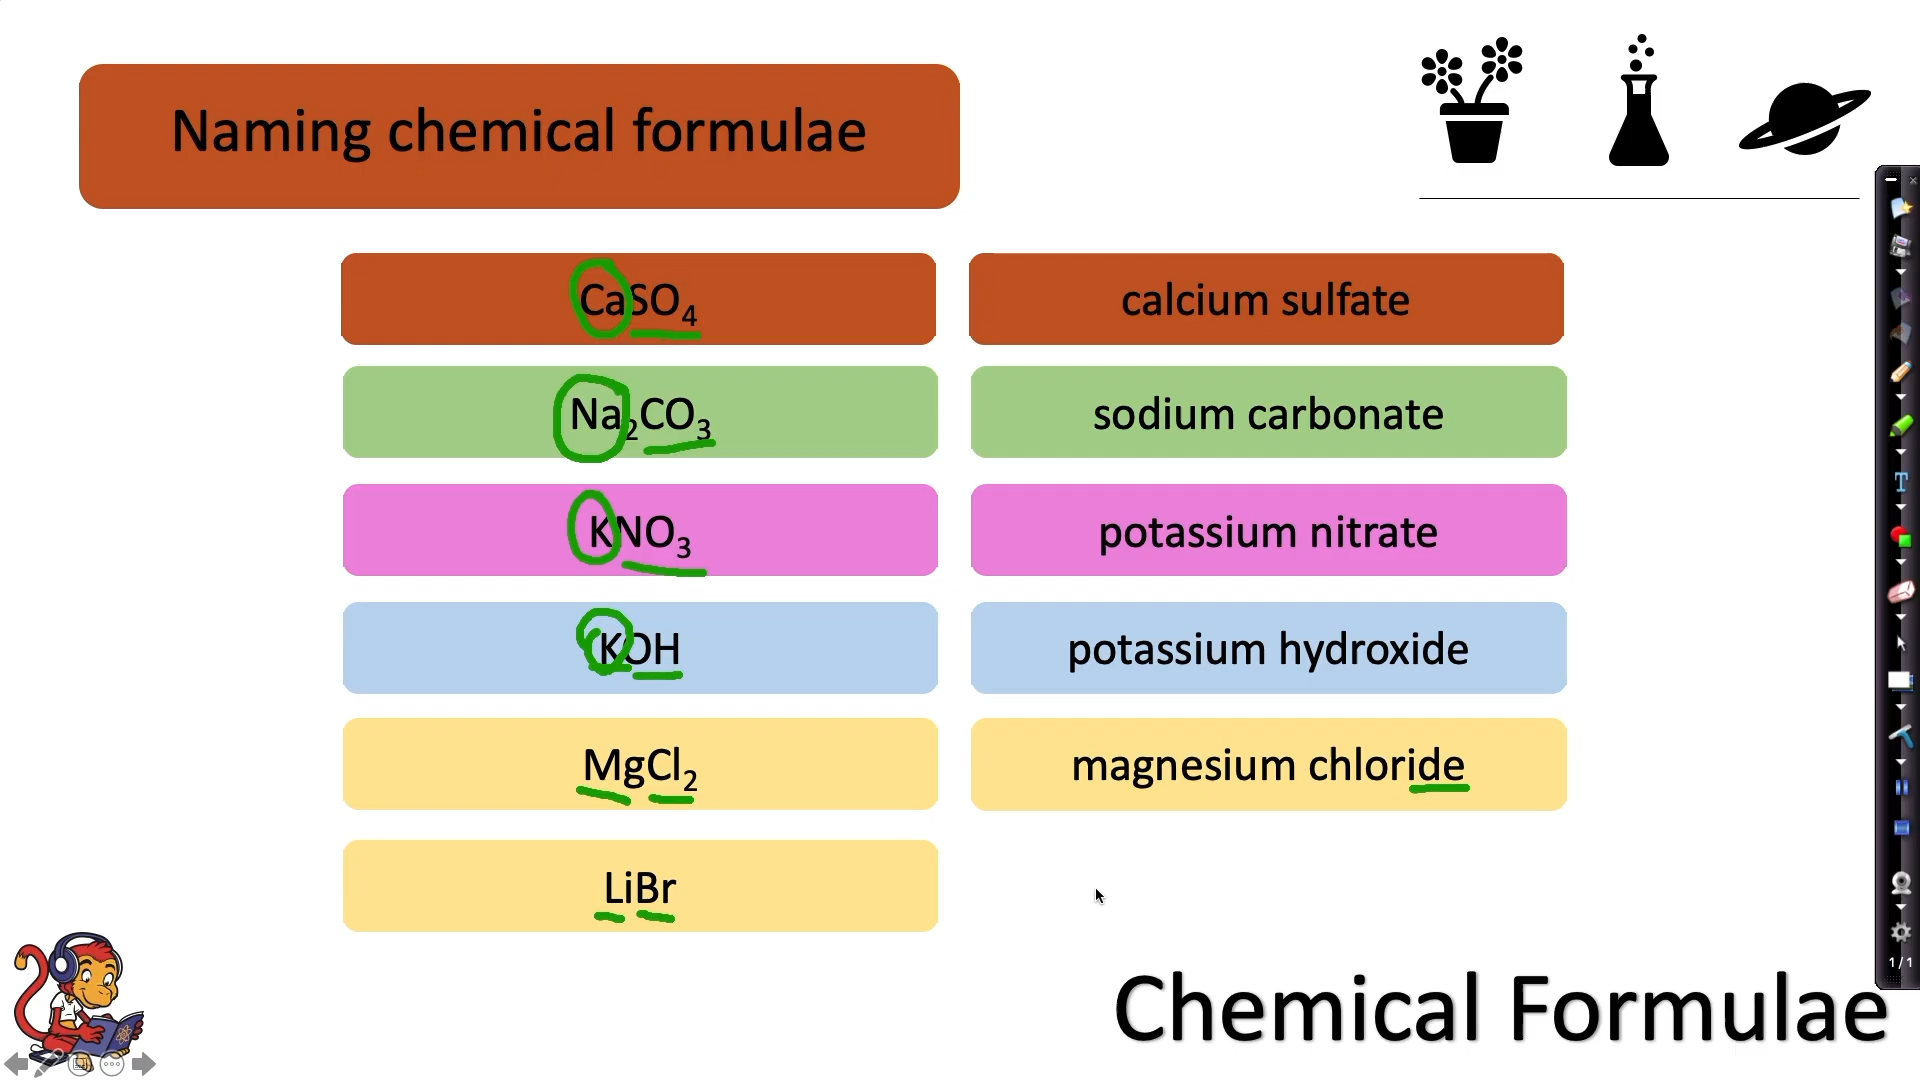 Naming chemical formulae
CaSO₄ calcium sulfate
Na₂CO₃ sodium carbonate
KNO₃ potassium nitrate
KOH potassium hydroxide
MgCl₂ magnesium chloride
LiBr
1/1
Chemical Formulae